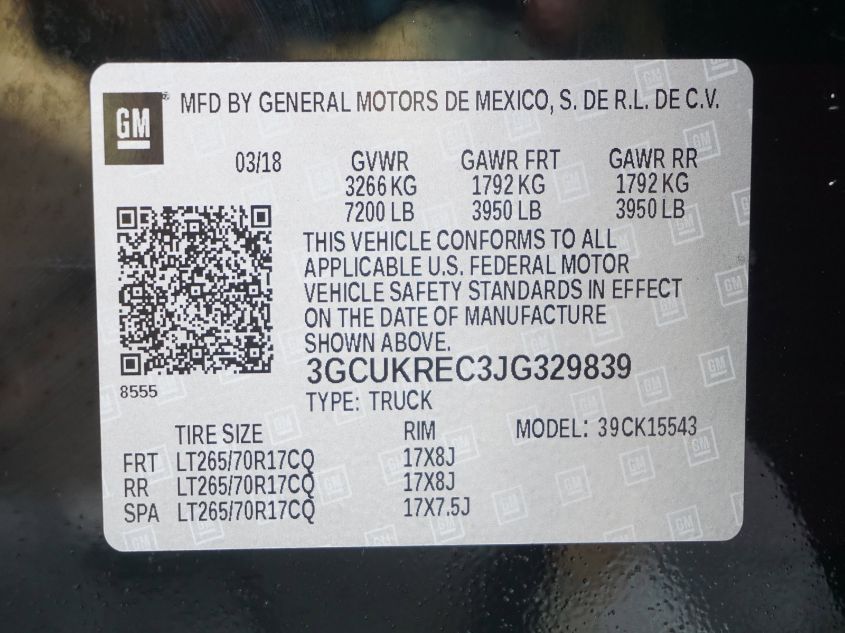 GM MFD BY GENERAL MOTORS DE MEXICO, S. DE R.L. DE C.V.
03/18 GVWR GAWR FRT GAWR RR
3266 KG 1792 KG 1792 KG
7200 LB 3950 LB 3950 LB
THIS VEHICLE CONFORMS TO ALL
APPLICABLE U.S. FEDERAL MOTOR
VEHICLE SAFETY STANDARDS IN EFFECT
ON THE DATE OF MANUFACTURE
SHOWN ABOVE.
3GCUKREC3JG329839
8555
TYPE: TRUCK
TIRE SIZE RIM MODEL: 39CK15543
FRT LT265/70R17CQ 17X8J
RR LT265/70R17CQ 17X8J
SPA LT265/70R17CQ 17X7.5J